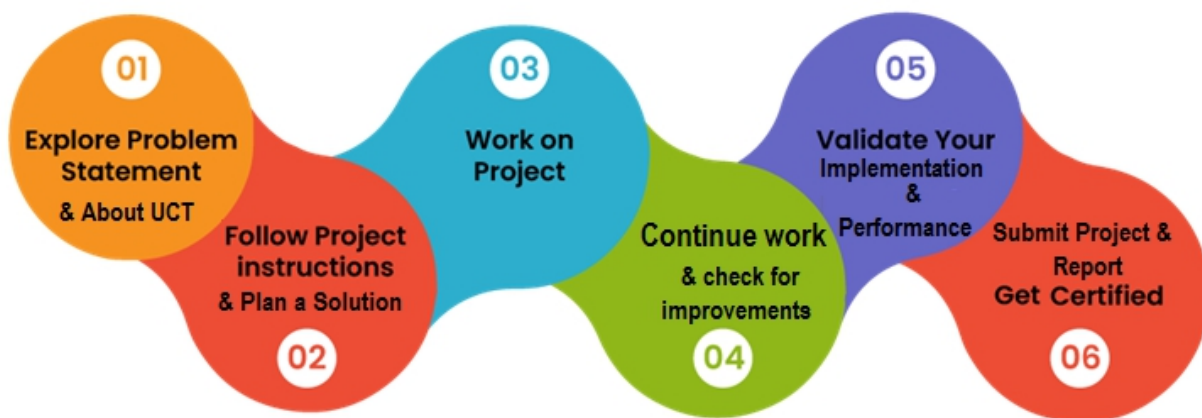 01
Explore Problem
Statement
& About UCT
02
Follow Project
instructions
& Plan a Solution
03
Work on
Project
04
Continue work
& check for
improvements
05
Validate Your
Implementation
&
Performance
06
Submit Project &
Report
Get Certified